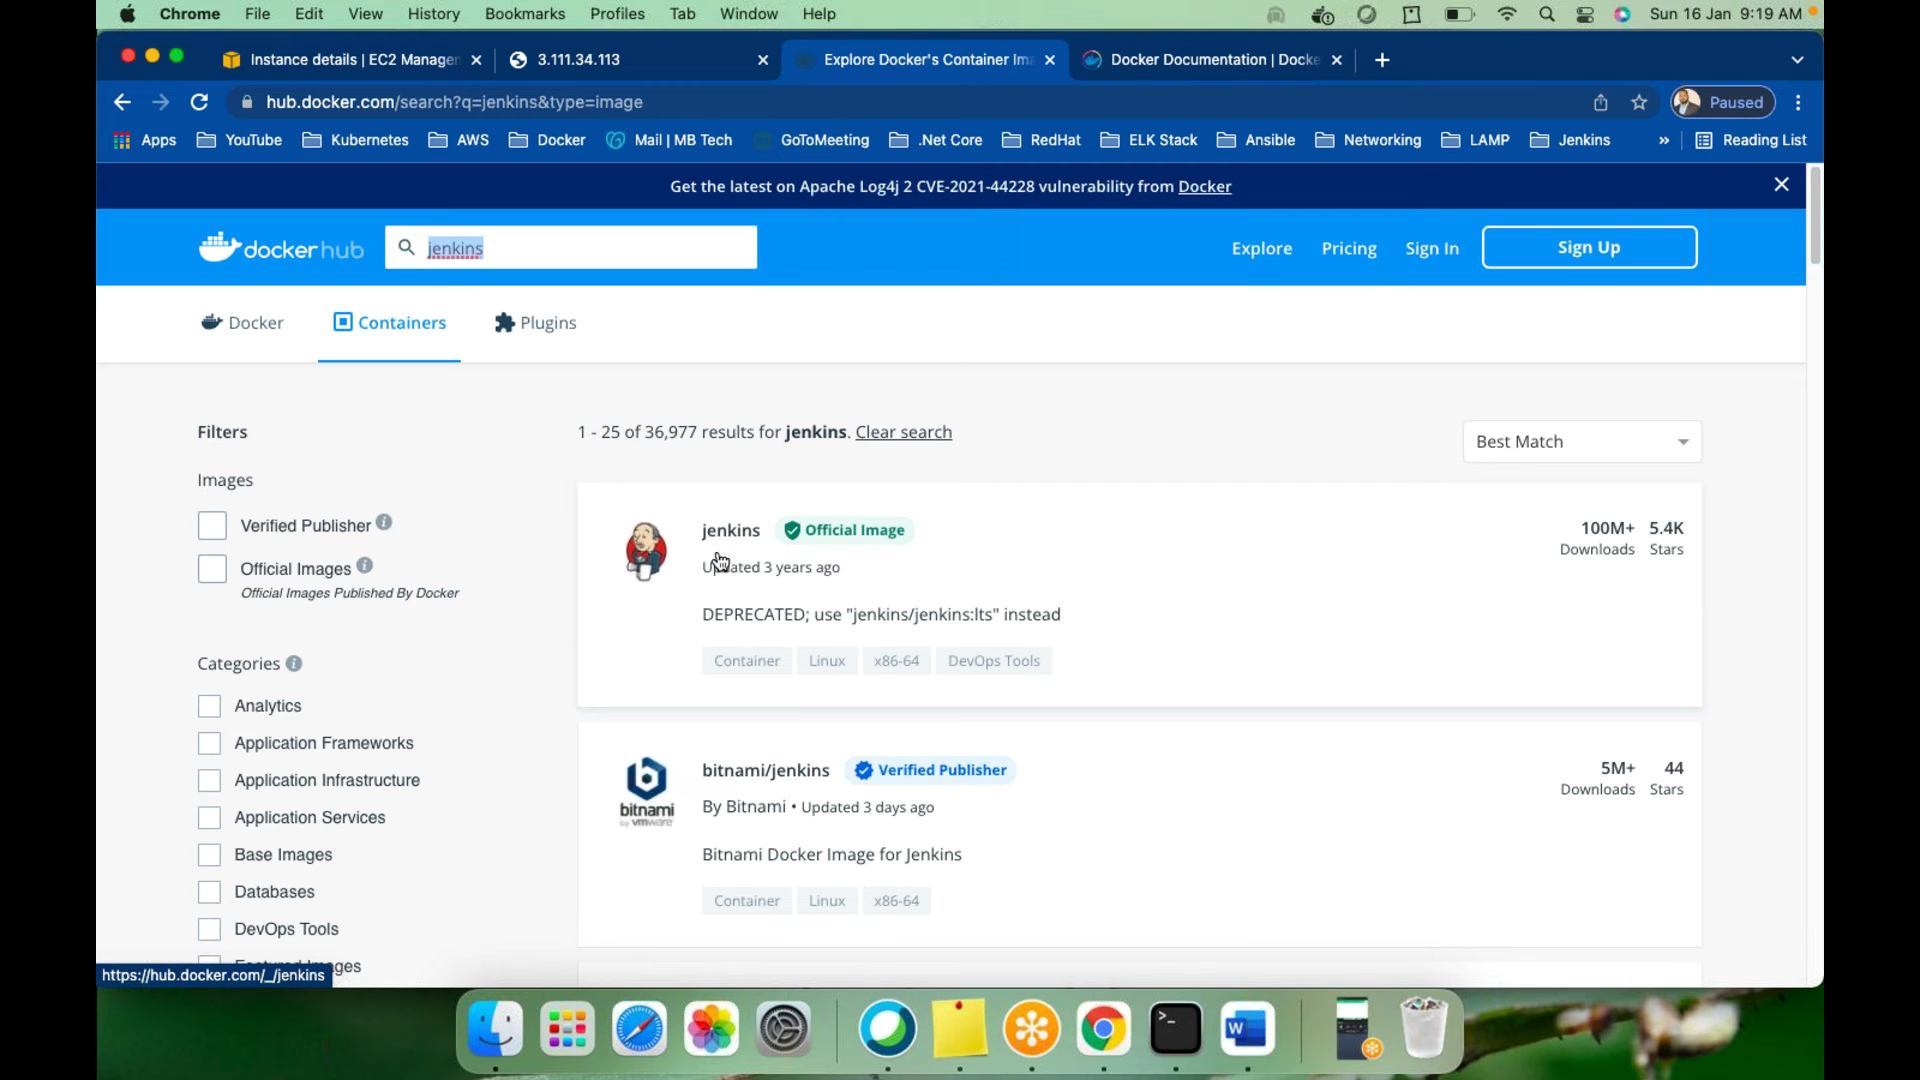 Chrome File Edit View History Bookmarks Profiles Tab Window Help Sun 16 Jan 9:19 AM
Instance details | EC2 Manager
3.111.34.113
Explore Docker's Container Ima
Docker Documentation | Docke
hub.docker.com/search?q=jenkins&type=image
Paused
Apps YouTube Kubernetes AWS Docker Mail | MB Tech GoToMeeting .Net Core RedHat ELK Stack Ansible Networking LAMP Jenkins » Reading List
Get the latest on Apache Log4j 2 CVE-2021-44228 vulnerability from Docker
dockerhub
jenkins
Explore Pricing Sign In Sign Up
Docker Containers Plugins
Filters
1 - 25 of 36,977 results for jenkins. Clear search
Best Match
Images
Verified Publisher
Official Images
Official Images Published By Docker
Categories
Analytics
Application Frameworks
Application Infrastructure
Application Services
Base Images
Databases
DevOps Tools
Featured Images
jenkins Official Image
Updated 3 years ago
DEPRECATED; use "jenkins/jenkins:lts" instead
Container Linux x86-64 DevOps Tools
100M+ 5.4K
Downloads Stars
bitnami/jenkins Verified Publisher
By Bitnami • Updated 3 days ago
Bitnami Docker Image for Jenkins
Container Linux x86-64
5M+ 44
Downloads Stars
bitnami
by vmware
https://hub.docker.com/_/jenkins
W